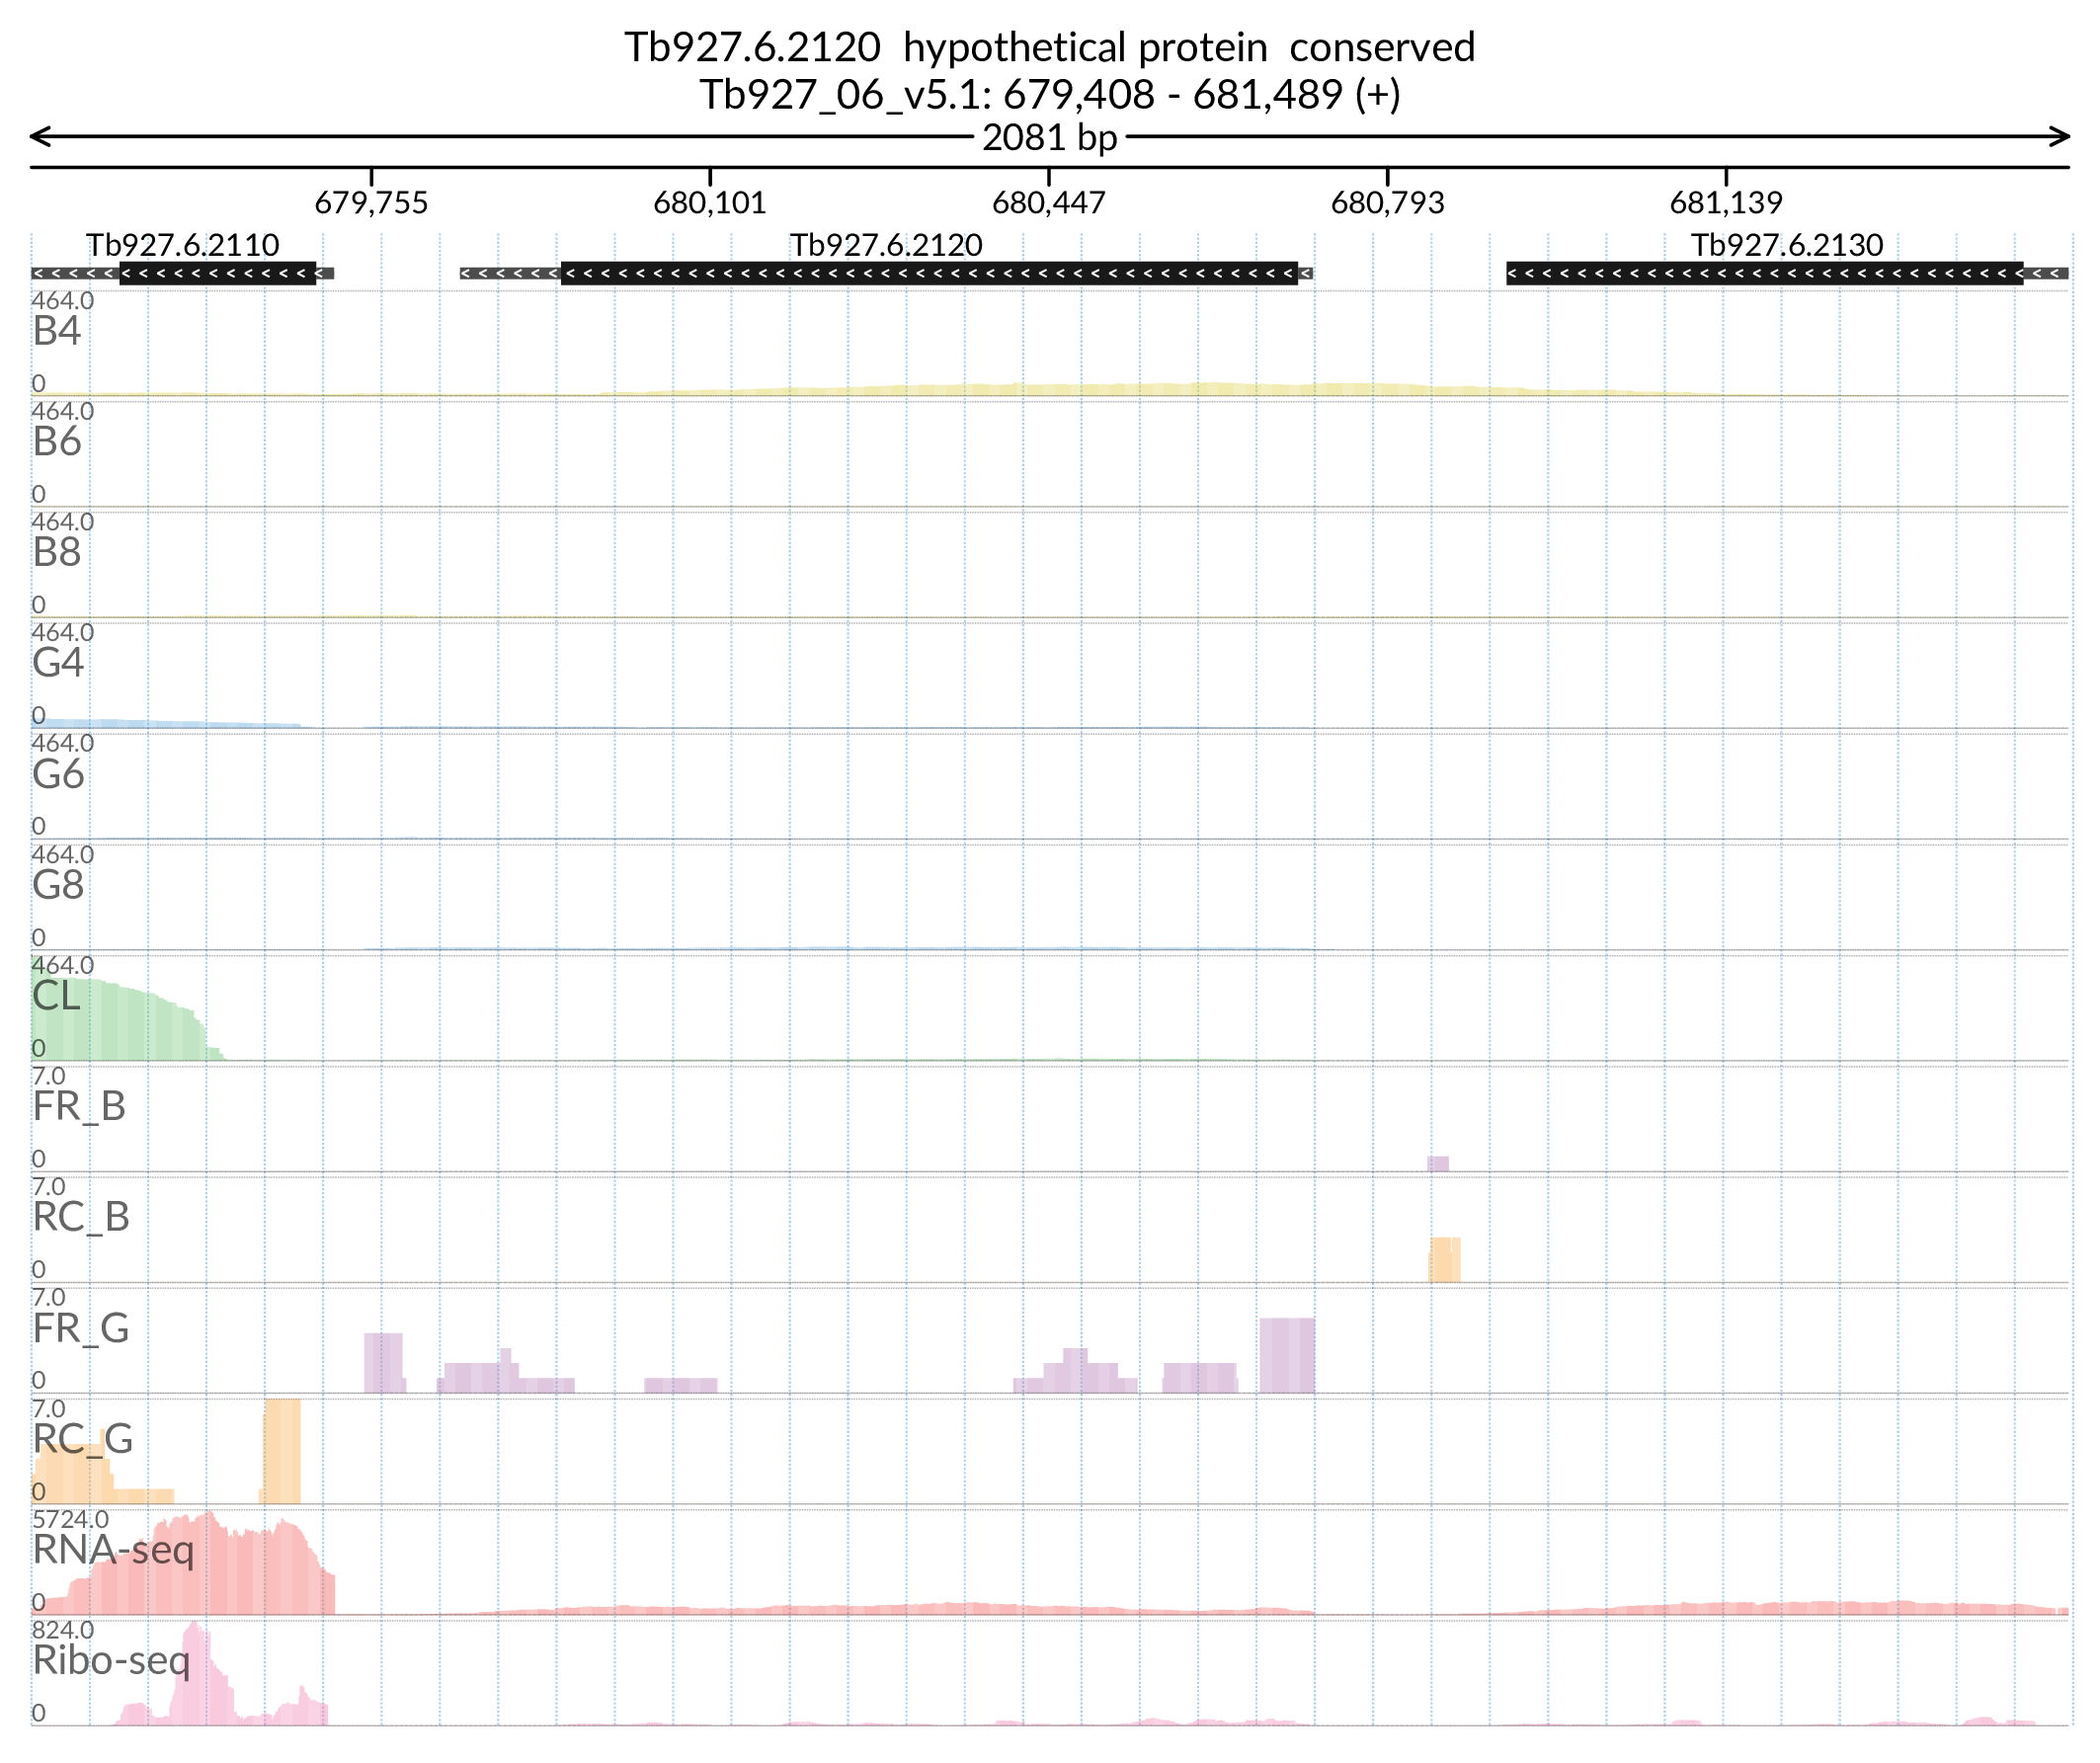 Tb927.6.2120 hypothetical protein conserved
Tb927_06_v5.1: 679,408 - 681,489 (+)
2081 bp
679,755 680,101 680,447 680,793 681,139
Tb927.6.2110 Tb927.6.2120 Tb927.6.2130
464.0
B4
0
464.0
B6
0
464.0
B8
0
464.0
G4
0
464.0
G6
0
464.0
G8
0
464.0
CL
0
7.0
FR_B
0
7.0
RC_B
0
7.0
FR_G
0
7.0
RC_G
0
5724.0
RNA-seq
0
824.0
Ribo-seq
0